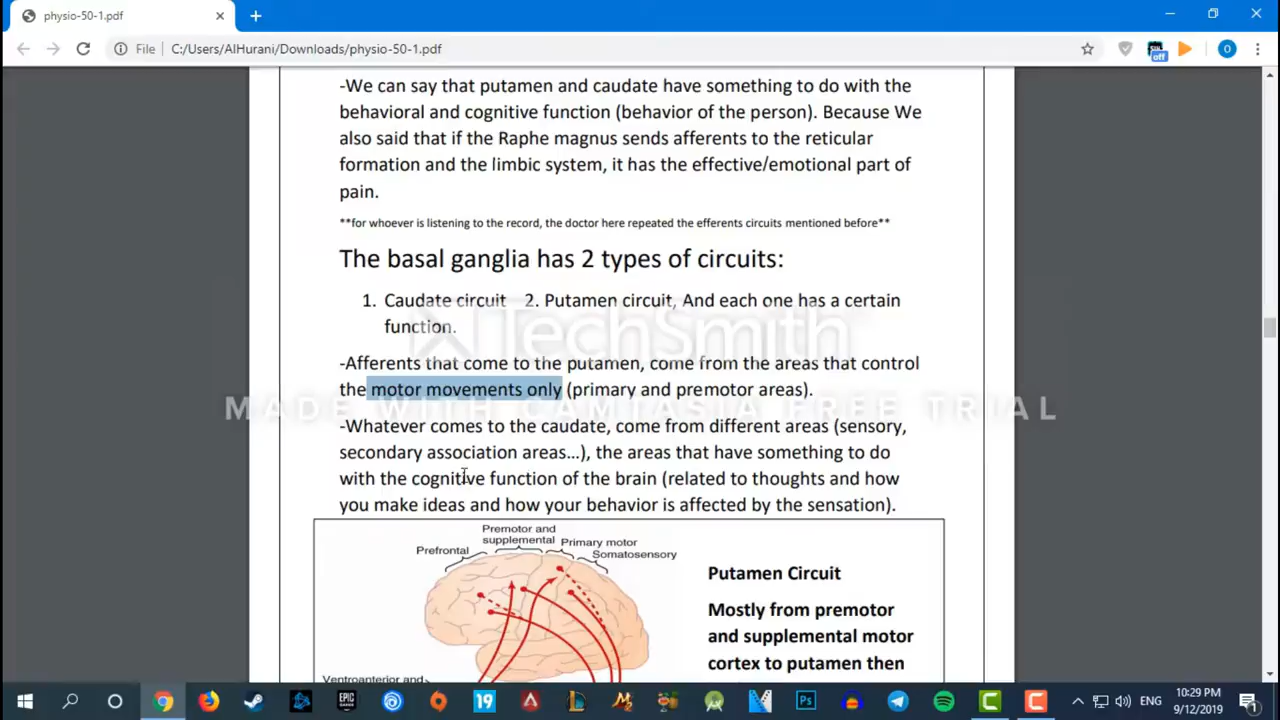 physio-50-1.pdf
File C:/Users/AlHurani/Downloads/physio-50-1.pdf
off
O
-We can say that putamen and caudate have something to do with the
behavioral and cognitive function (behavior of the person). Because We
also said that if the Raphe magnus sends afferents to the reticular
formation and the limbic system, it has the effective/emotional part of
pain.
**for whoever is listening to the record, the doctor here repeated the efferents circuits mentioned before**
The basal ganglia has 2 types of circuits:
1. Caudate circuit 2. Putamen circuit, And each one has a certain
function.
TechSmith
-Afferents that come to the putamen, come from the areas that control
the motor movements only (primary and premotor areas).
MADE WITH CAMTASIA FREE TRIAL
-Whatever comes to the caudate, come from different areas (sensory,
secondary association areas…), the areas that have something to do
with the cognitive function of the brain (related to thoughts and how
you make ideas and how your behavior is affected by the sensation).
Premotor and
supplemental
Primary motor
Prefrontal
Somatosensory
Putamen Circuit
Mostly from premotor
and supplemental motor
cortex to putamen then
Ventroanterior and
EPIC
GAMES
19
Ps
ENG
10:29 PM
9/12/2019
1